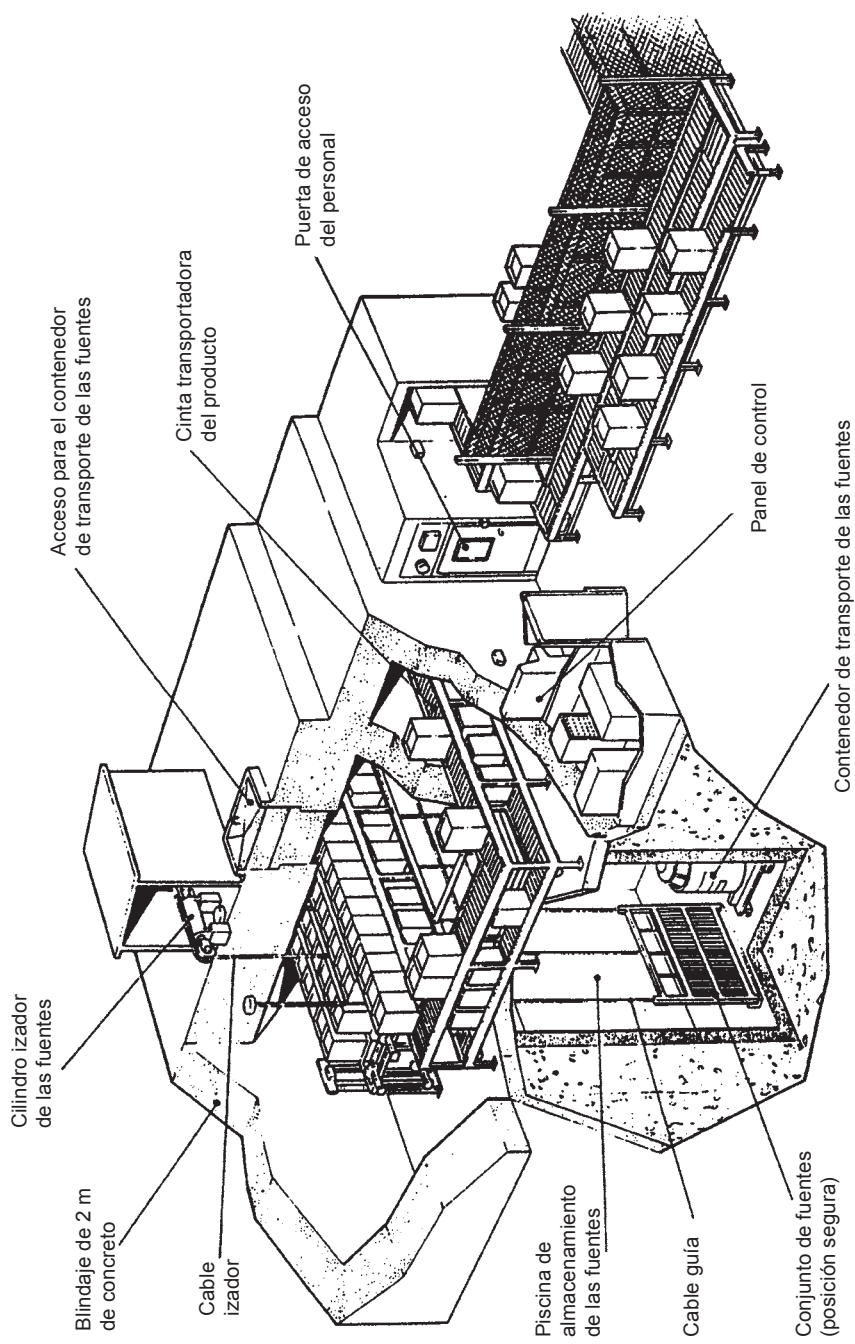 Blindaje de 2 m
de concreto
Cilindro izador
de las fuentes
Cable
izador
Acceso para el contenedor
de transporte de las fuentes
Cinta transportadora
del producto
Puerta de acceso
del personal
Piscina de
almacenamiento
de las fuentes
Cable guía
Conjunto de fuentes
(posición segura)
Panel de control
Contenedor de transporte de las fuentes